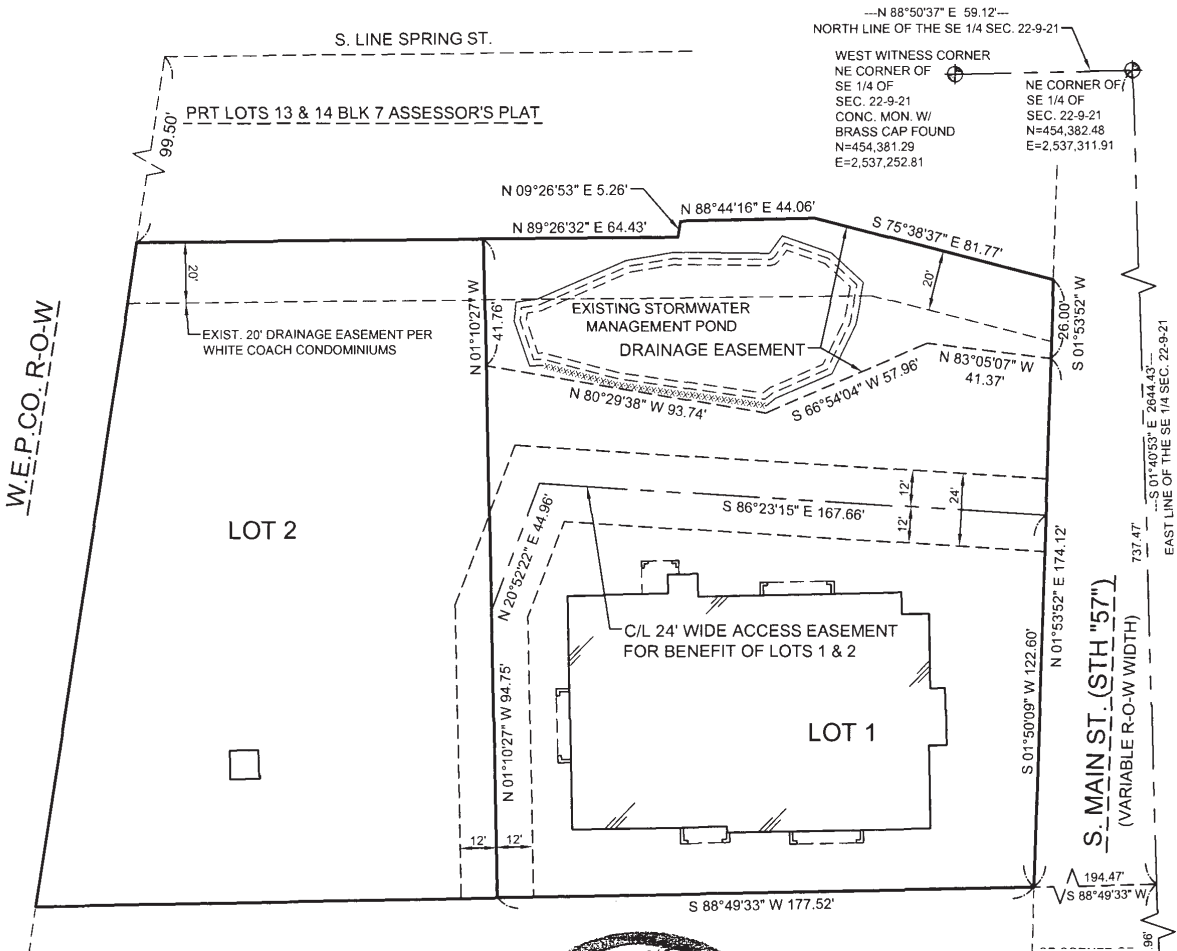 ---N 88°50'37" E 59.12'---
NORTH LINE OF THE SE 1/4 SEC. 22-9-21
S. LINE SPRING ST.
WEST WITNESS CORNER
NE CORNER OF
SE 1/4 OF
SEC. 22-9-21
CONC. MON. W/
BRASS CAP FOUND
N=454,381.29
E=2,537,252.81
NE CORNER OF
SE 1/4 OF
SEC. 22-9-21
N=454,382.48
E=2,537,311.91
PRT LOTS 13 & 14 BLK 7 ASSESSOR'S PLAT
99.50'
N 09°26'53" E 5.26'
N 88°44'16" E 44.06'
N 89°26'32" E 64.43'
S 75°38'37" E 81.77'
20'
20'
EXIST. 20' DRAINAGE EASEMENT PER
WHITE COACH CONDOMINIUMS
N 01°10'27" W
41.76'
EXISTING STORMWATER
MANAGEMENT POND
DRAINAGE EASEMENT
26.00'
S 01°53'52" W
N 83°05'07" W
41.37'
S 66°54'04" W 57.96'
N 80°29'38" W 93.74'
W.E.P.CO. R-O-W
---S 01°40'53" E 2644.43'---
EAST LINE OF THE SE 1/4 SEC. 22-9-21
737.47'
LOT 2
N 20°52'22" E 44.96'
S 86°23'15" E 167.66'
12'
12'
24'
N 01°53'52" E 174.12'
C/L 24' WIDE ACCESS EASEMENT
FOR BENEFIT OF LOTS 1 & 2
LOT 1
N 01°10'27" W 94.75'
S 01°50'09" W 122.60'
S. MAIN ST. (STH "57")
(VARIABLE R-O-W WIDTH)
12'
12'
194.47'
S 88°49'33" W
S 88°49'33" W 177.52'